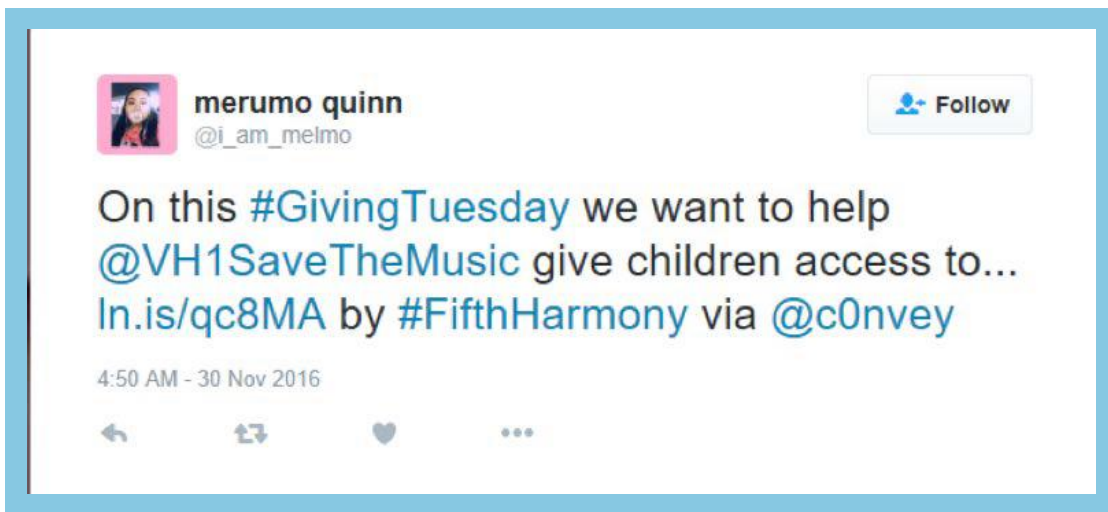 merumo quinn
Follow
@i_am_melmo
On this #GivingTuesday we want to help
@VH1SaveTheMusic give children access to...
ln.is/qc8MA by #FifthHarmony via @c0nvey
4:50 AM - 30 Nov 2016